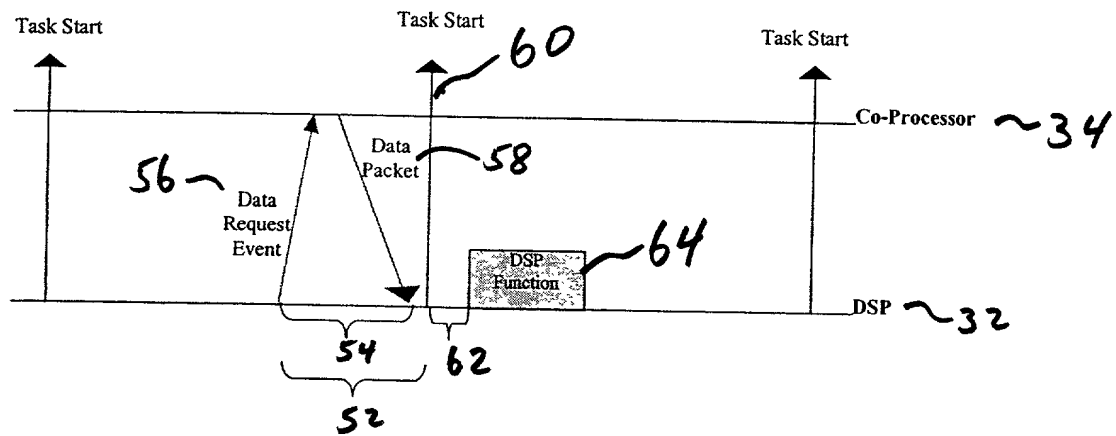 Task Start
Task Start
Task Start
60
Co-Processor
34
Data
Packet
58
56
Data
Request
Event
64
DSP
Function
DSP
32
54
62
52